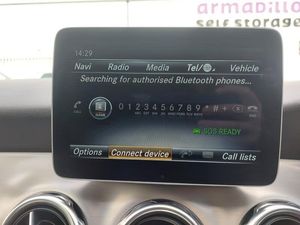 armadillo
self storage
14:29
Navi Radio Media Tel/ Vehicle
Searching for authorised Bluetooth phones...
0 1 2 3 4 5 6 7 8 9 * # +
SOS READY
Options Connect device Call lists